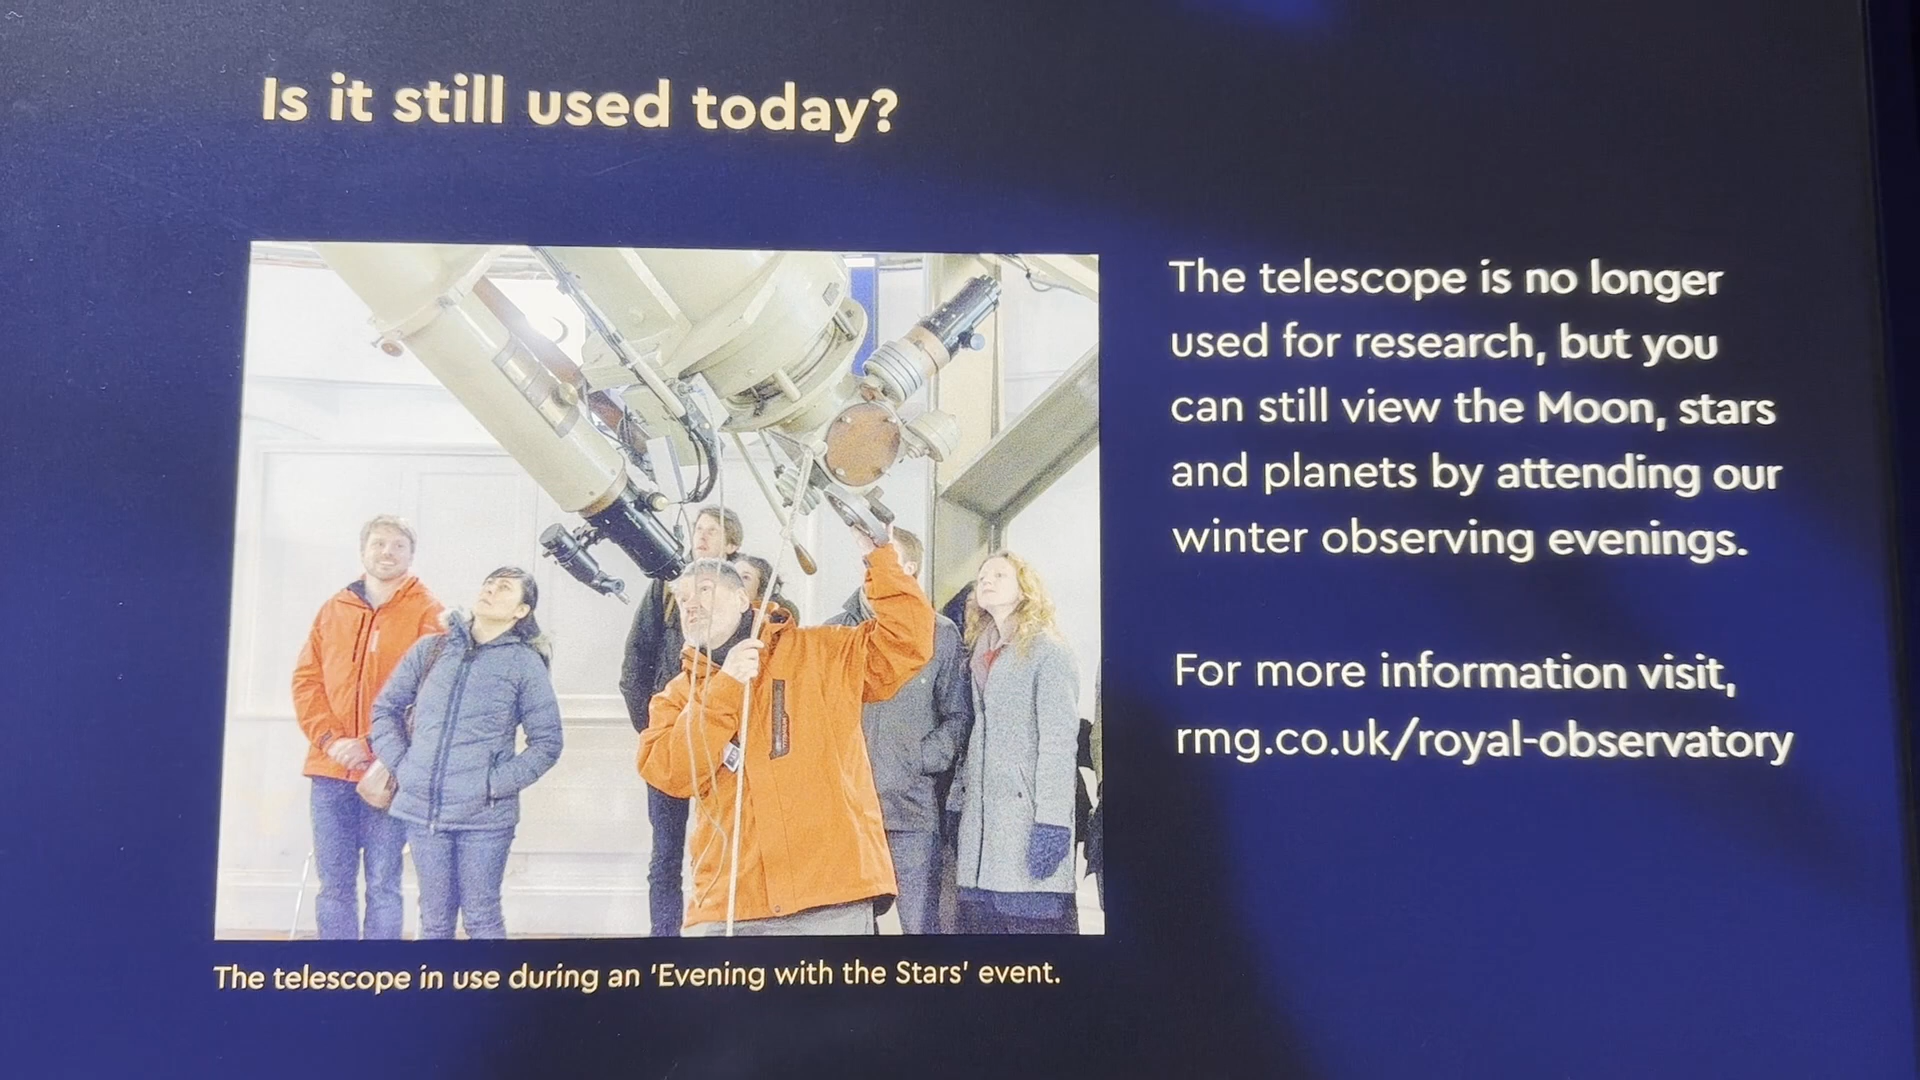 Is it still used today?
The telescope is no longer
used for research, but you
can still view the Moon, stars
and planets by attending our
winter observing evenings.
For more information visit,
rmg.co.uk/royal-observatory
The telescope in use during an ‘Evening with the Stars’ event.